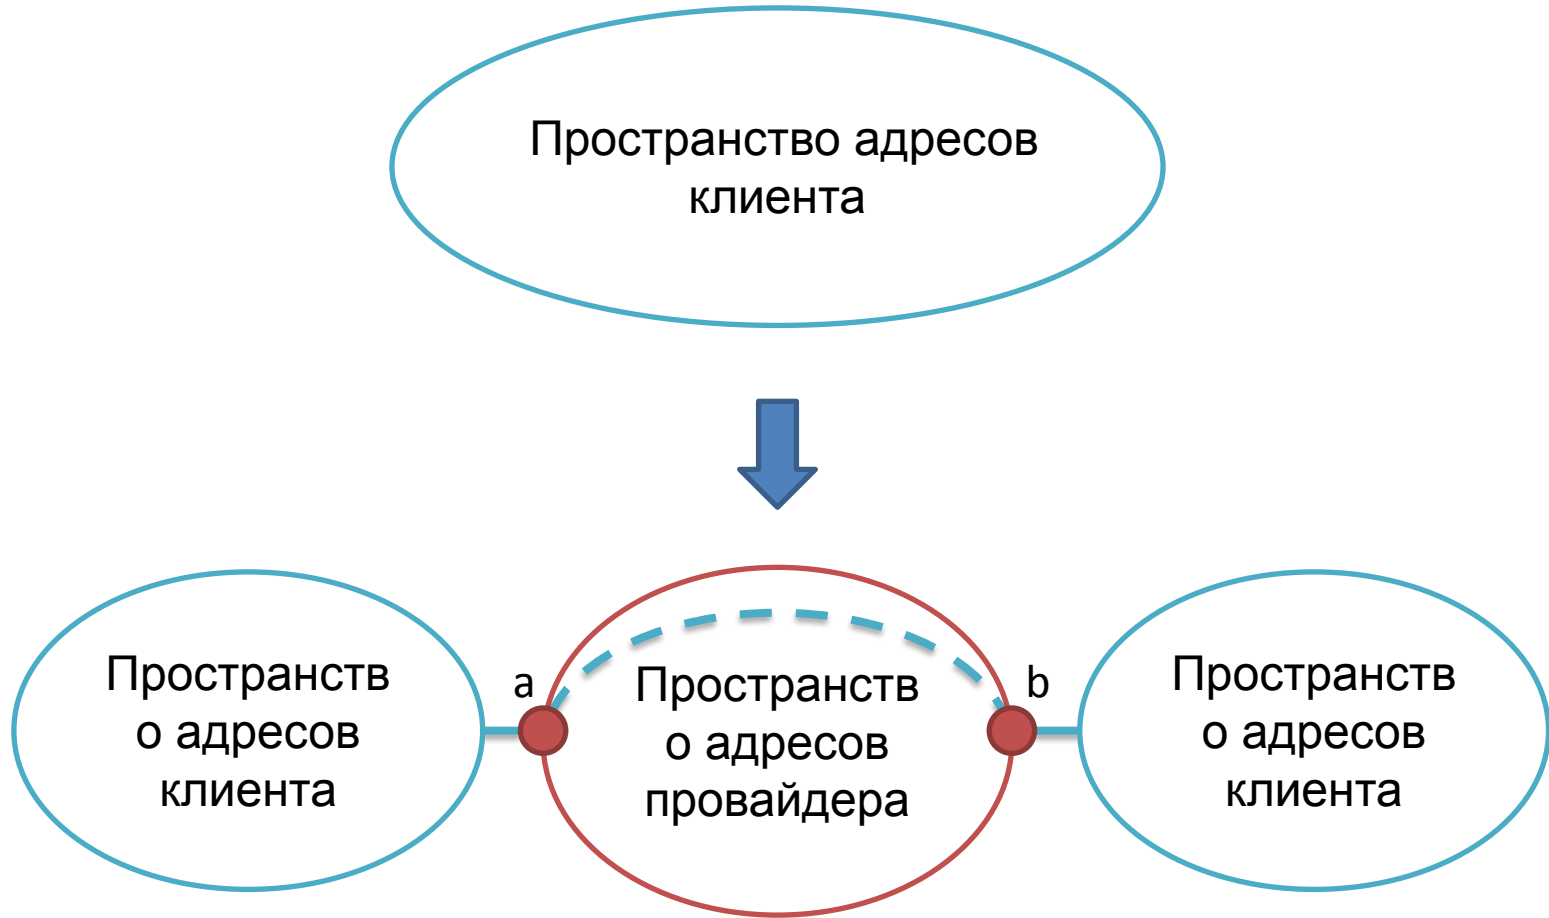 Пространство адресов
клиента
Пространств
о адресов
клиента
a
Пространств
о адресов
провайдера
b
Пространств
о адресов
клиента